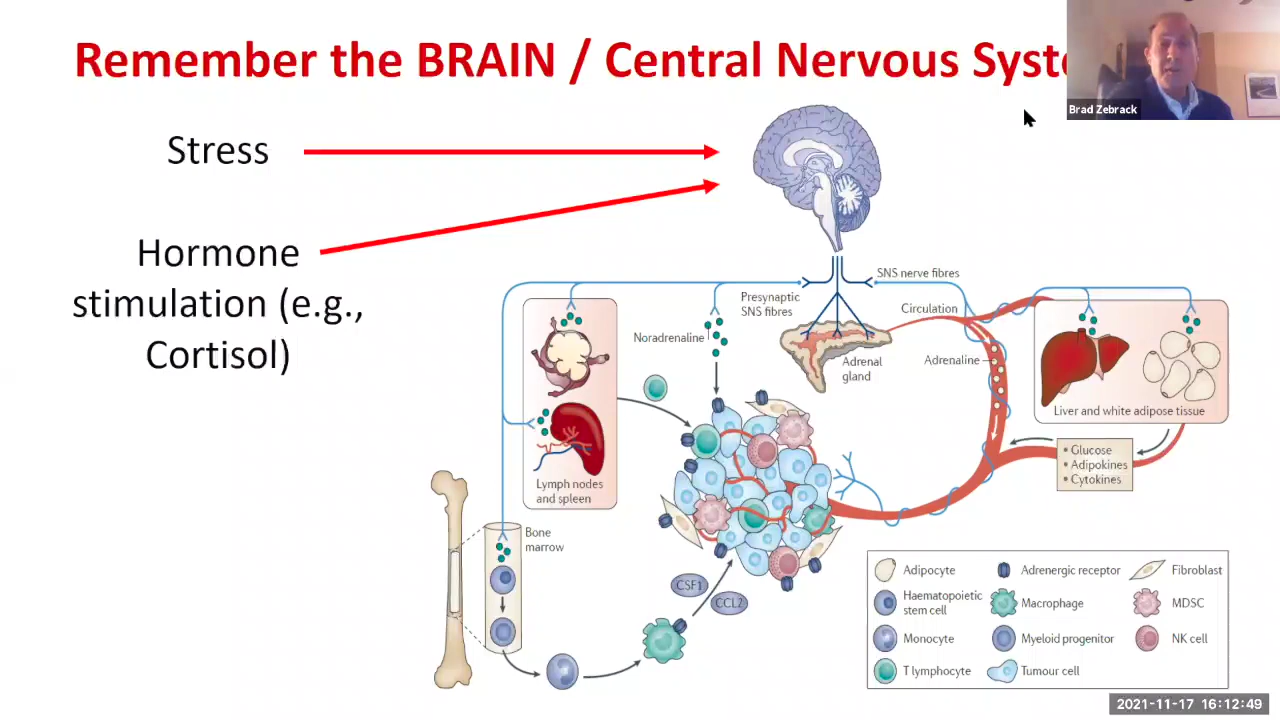 Remember the BRAIN / Central Nervous Syste
Brad Zebrack
Stress
Hormone
stimulation (e.g.,
Cortisol)
SNS nerve fibres
Presynaptic
SNS fibres
Circulation
Noradrenaline
Adrenal
gland
Adrenaline
Liver and white adipose tissue
• Glucose
• Adipokines
• Cytokines
Lymph nodes
and spleen
Bone
marrow
CSF1
CCL2
Adipocyte
Adrenergic receptor
Fibroblast
Haematopoietic
stem cell
Macrophage
MDSC
Monocyte
Myeloid progenitor
NK cell
T lymphocyte
Tumour cell
2021-11-17 16:12:49